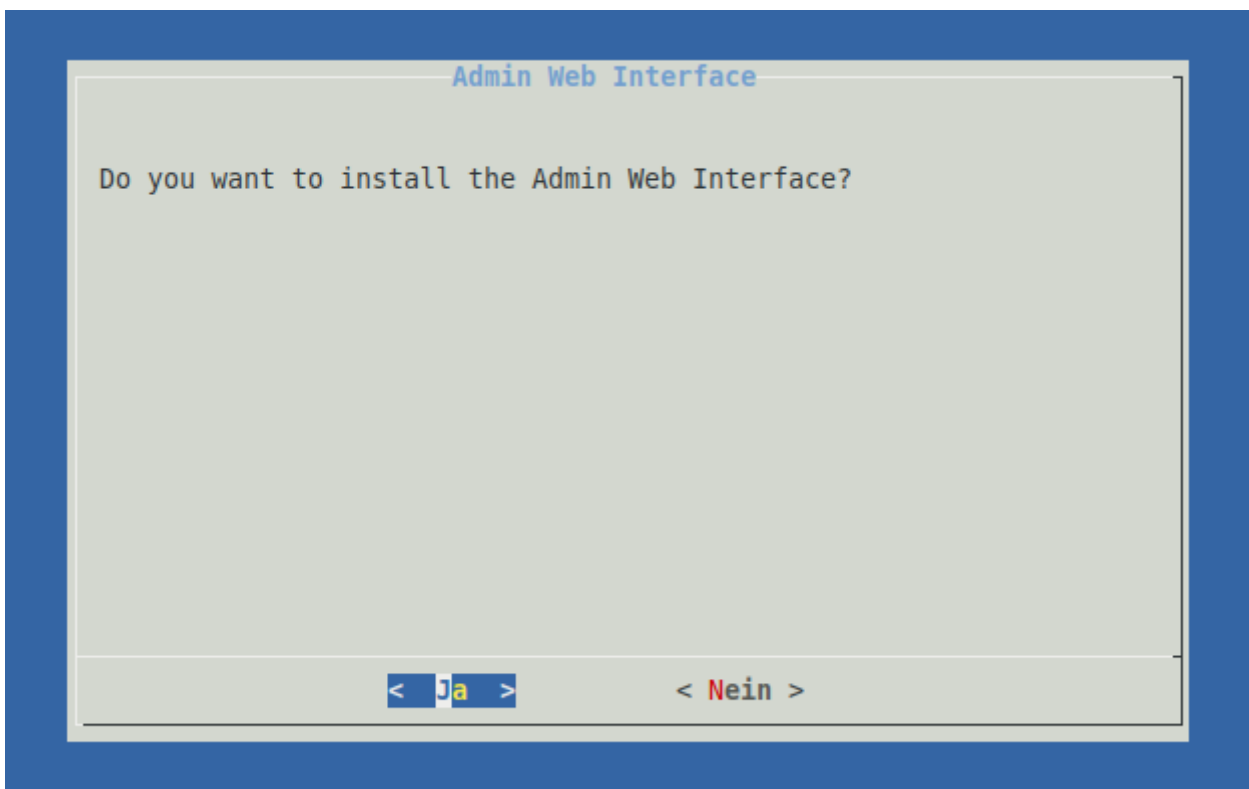 Admin Web Interface
Do you want to install the Admin Web Interface?
< Ja > < Nein >